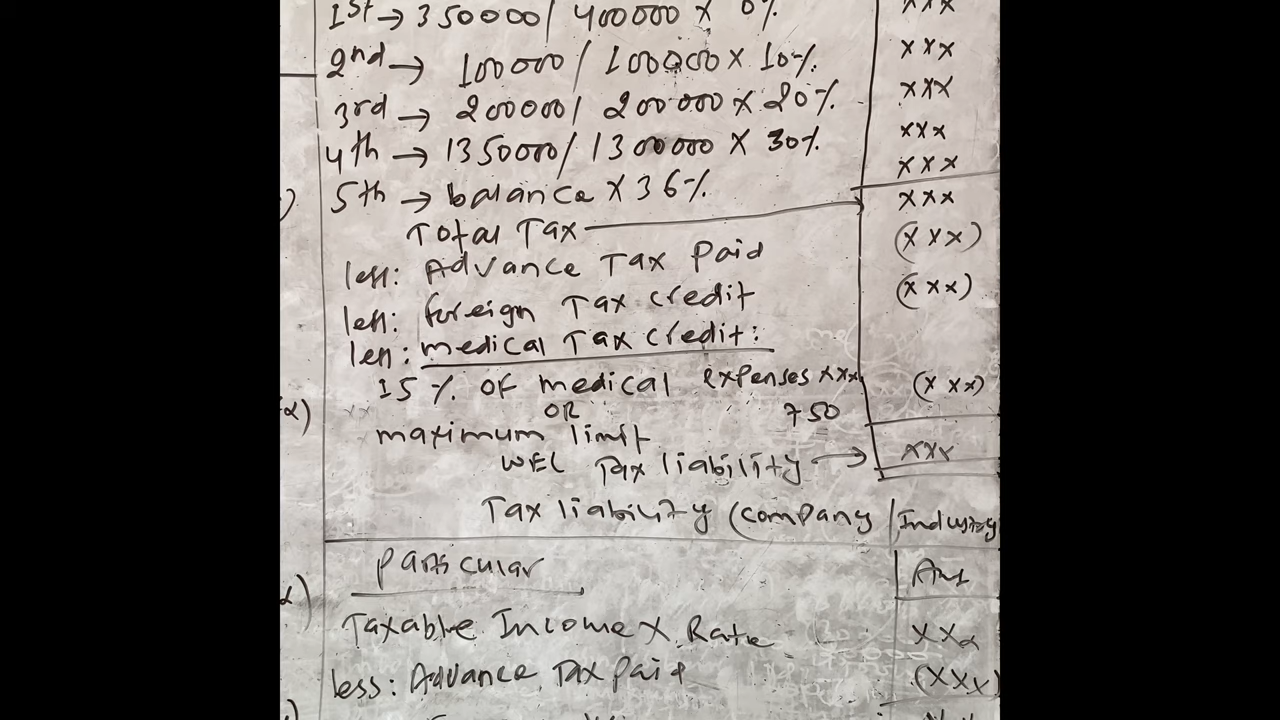 1st → 350000/ 400000 X 0% xxx
2nd → 100000 / 100000 X 10% xxx
3rd → 200000/ 200000 X 20% xxx
4th → 1350000/ 1300000 X 30% xxx
5th → balance X 36% xxx
Total Tax → xxx
less: Advance Tax Paid (xxx)
less: foreign Tax credit (xxx)
less: medical Tax credit:
15 % OF medical expenses xxx
OR 750
maximum limit (xxx)
WEL Tax liability → xxx
Tax liability (company / Industry
particular Amt
Taxable Income X Rate xxx
less: Advance Tax Paid (xxx)